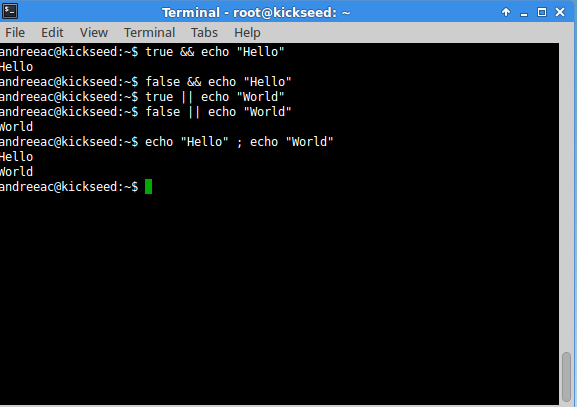 Terminal - root@kickseed: ~
File Edit View Terminal Tabs Help
andreeac@kickseed:~$ true && echo "Hello"
Hello
andreeac@kickseed:~$ false && echo "Hello"
andreeac@kickseed:~$ true || echo "World"
andreeac@kickseed:~$ false || echo "World"
World
andreeac@kickseed:~$ echo "Hello" ; echo "World"
Hello
World
andreeac@kickseed:~$